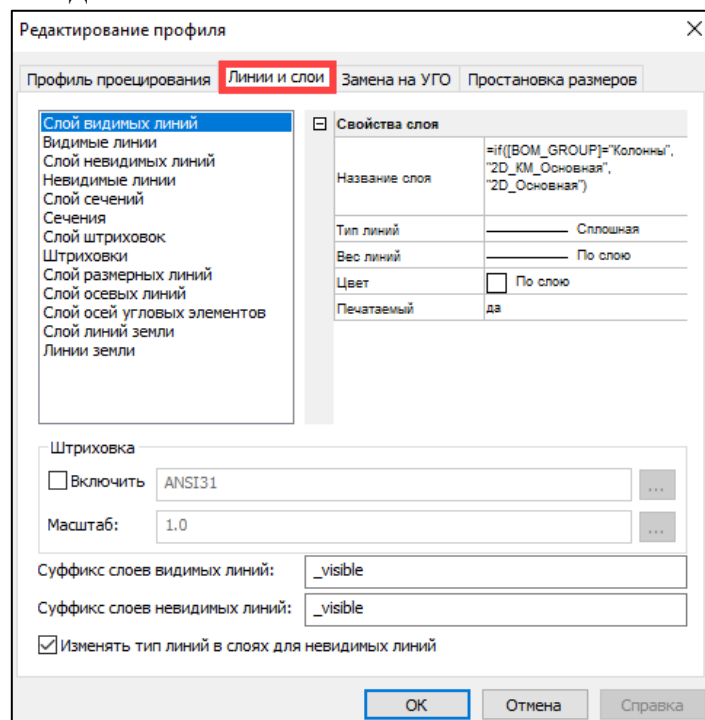 Редактирование профиля
Профиль проецирования Линии и слои Замена на УГО Простановка размеров
Слой видимых линий
Видимые линии
Слой невидимых линий
Невидимые линии
Слой сечений
Сечения
Слой штриховок
Штриховки
Слой размерных линий
Слой осевых линий
Слой осей угловых элементов
Слой линий земли
Линии земли
Свойства слоя
Название слоя
=if([BOM_GROUP]="Колонны",
"2D_КМ_Основная",
"2D_Основная")
Тип линий Сплошная
Вес линий По слою
Цвет По слою
Печатаемый да
Штриховка
Включить ANSI31 ...
Масштаб: 1.0 ...
Суффикс слоев видимых линий: _visible
Суффикс слоев невидимых линий: _visible
Изменять тип линий в слоях для невидимых линий
ОК Отмена Справка